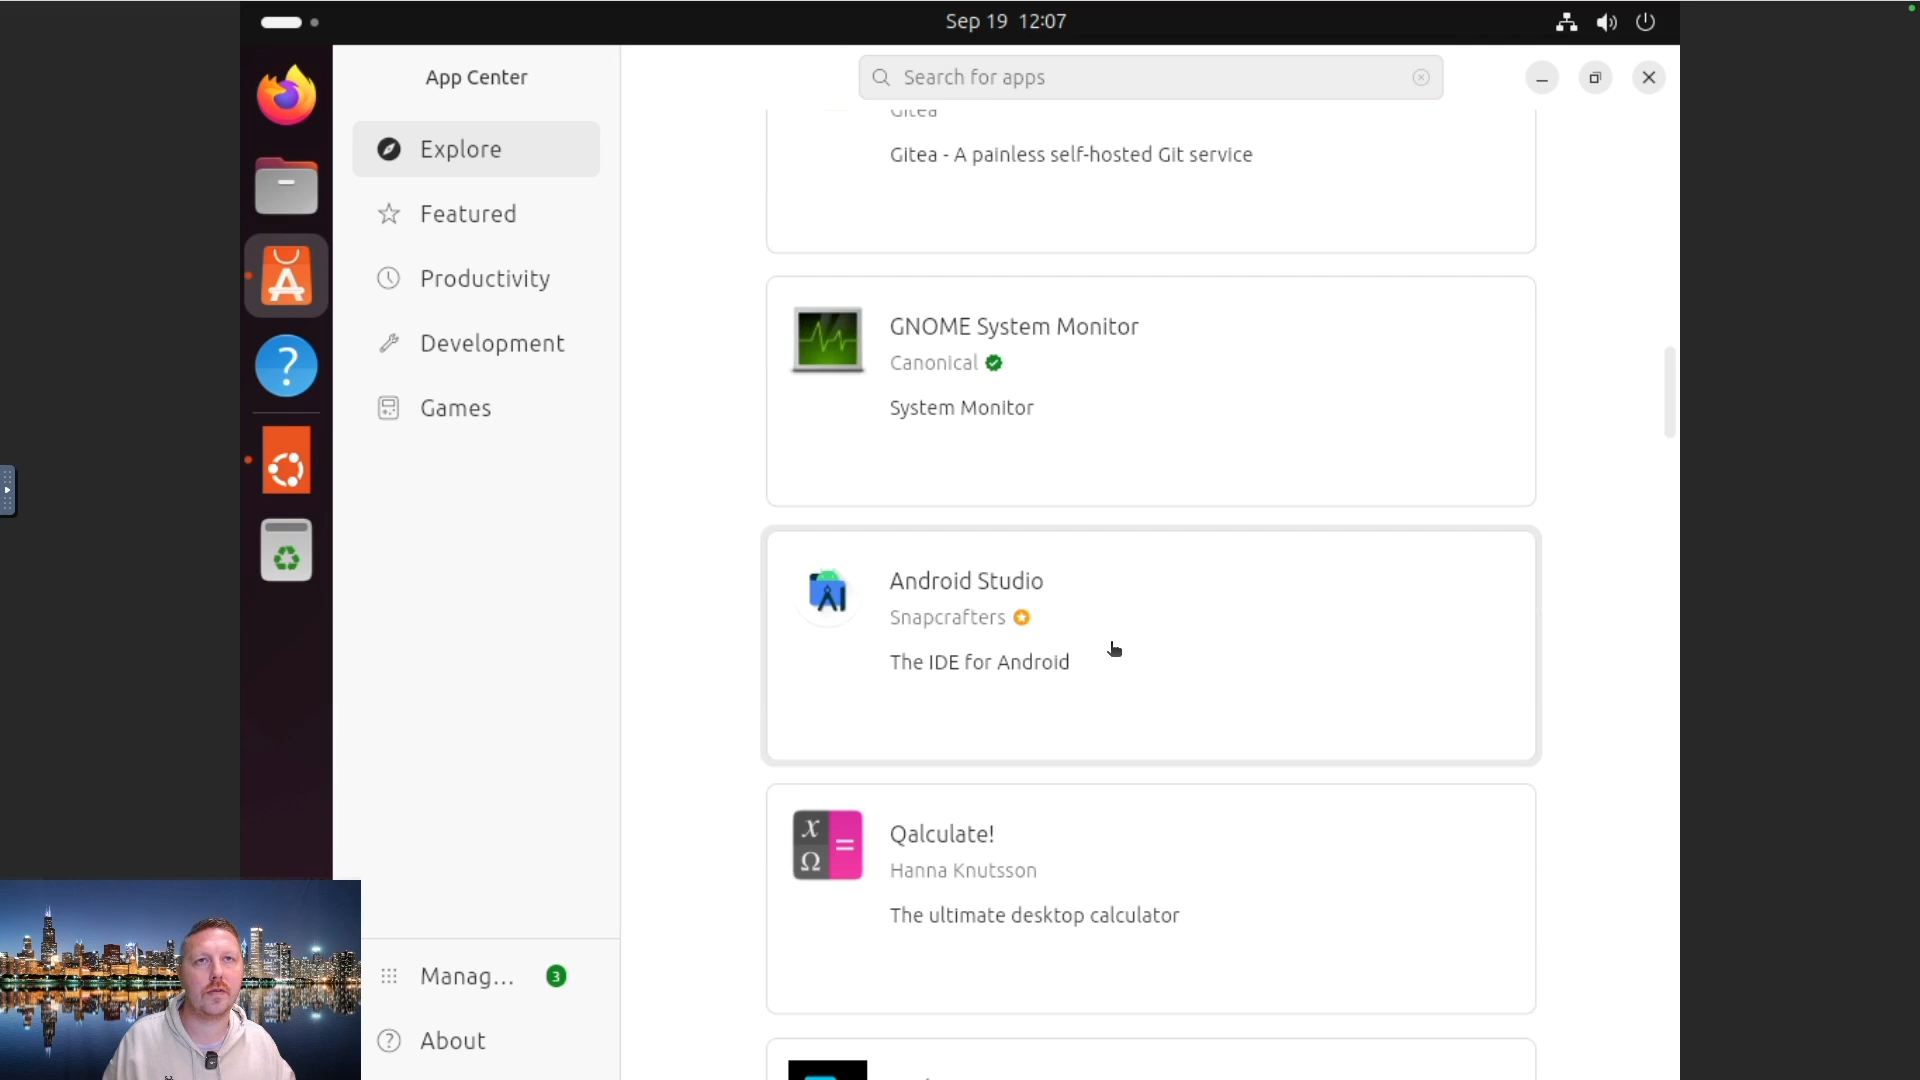 Sep 19 12:07
App Center
Search for apps
Explore
Featured
Productivity
Development
Games
Manag...
3
About
Gitea
Gitea - A painless self-hosted Git service
GNOME System Monitor
Canonical
System Monitor
Android Studio
Snapcrafters
The IDE for Android
Qalculate!
Hanna Knutsson
The ultimate desktop calculator